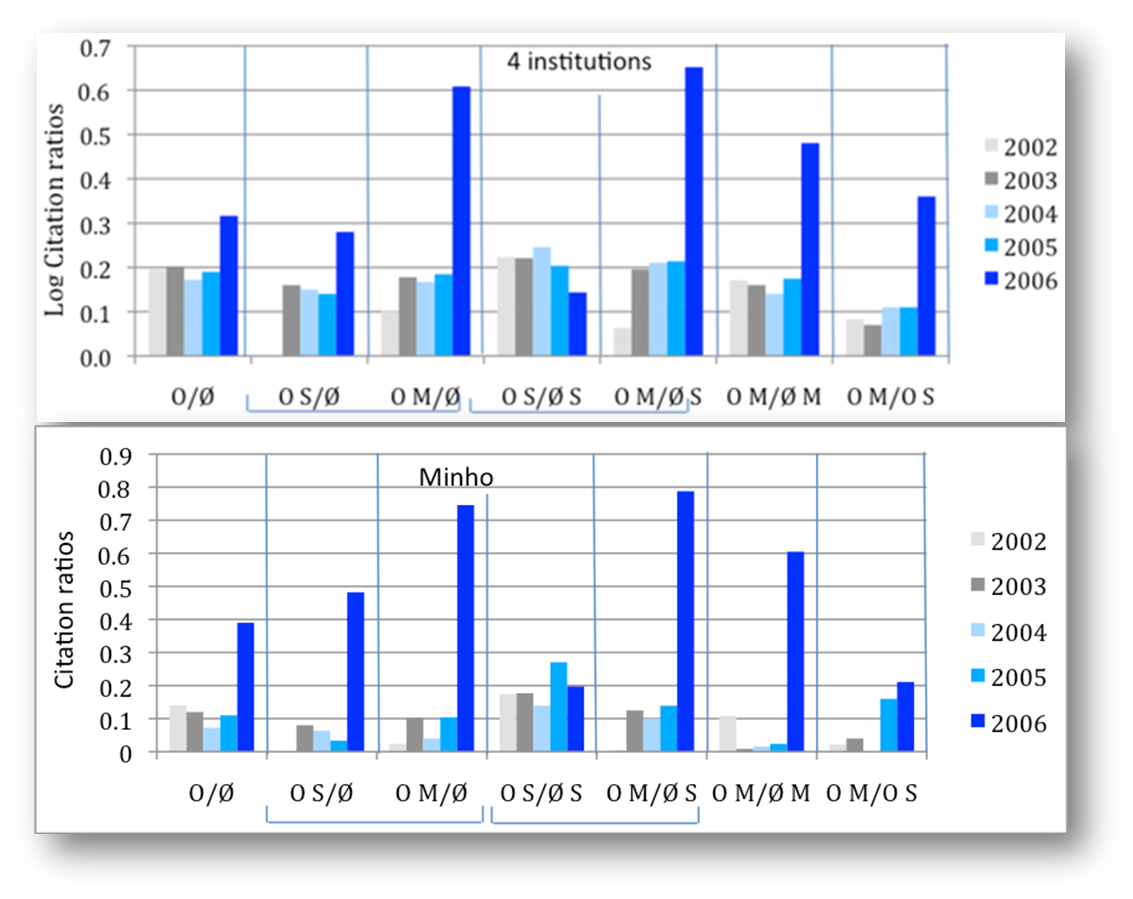 4 institutions
Log Citation ratios
0.7
0.6
0.5
0.4
0.3
0.2
0.1
0.0
O/Ø
O S/Ø
O M/Ø
O S/Ø S
O M/Ø S
O M/Ø M
O M/O S
2002
2003
2004
2005
2006
Minho
Citation ratios
0.9
0.8
0.7
0.6
0.5
0.4
0.3
0.2
0.1
0
O/Ø
O S/Ø
O M/Ø
O S/Ø S
O M/Ø S
O M/Ø M
O M/O S
2002
2003
2004
2005
2006